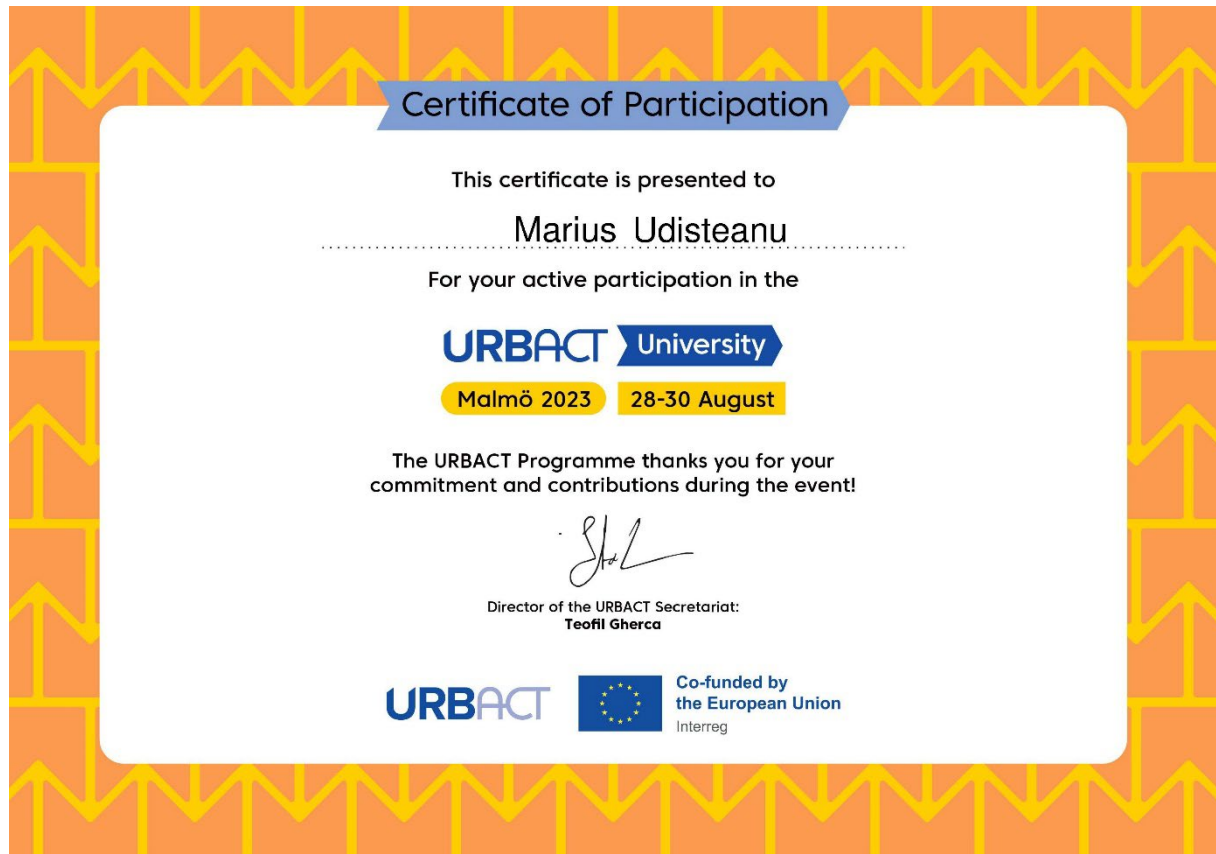 Certificate of Participation
This certificate is presented to
Marius Udisteanu
For your active participation in the
URBACT University
Malmö 2023 28-30 August
The URBACT Programme thanks you for your
commitment and contributions during the event!
Director of the URBACT Secretariat:
Teofil Gherca
URBACT
Co-funded by
the European Union
Interreg